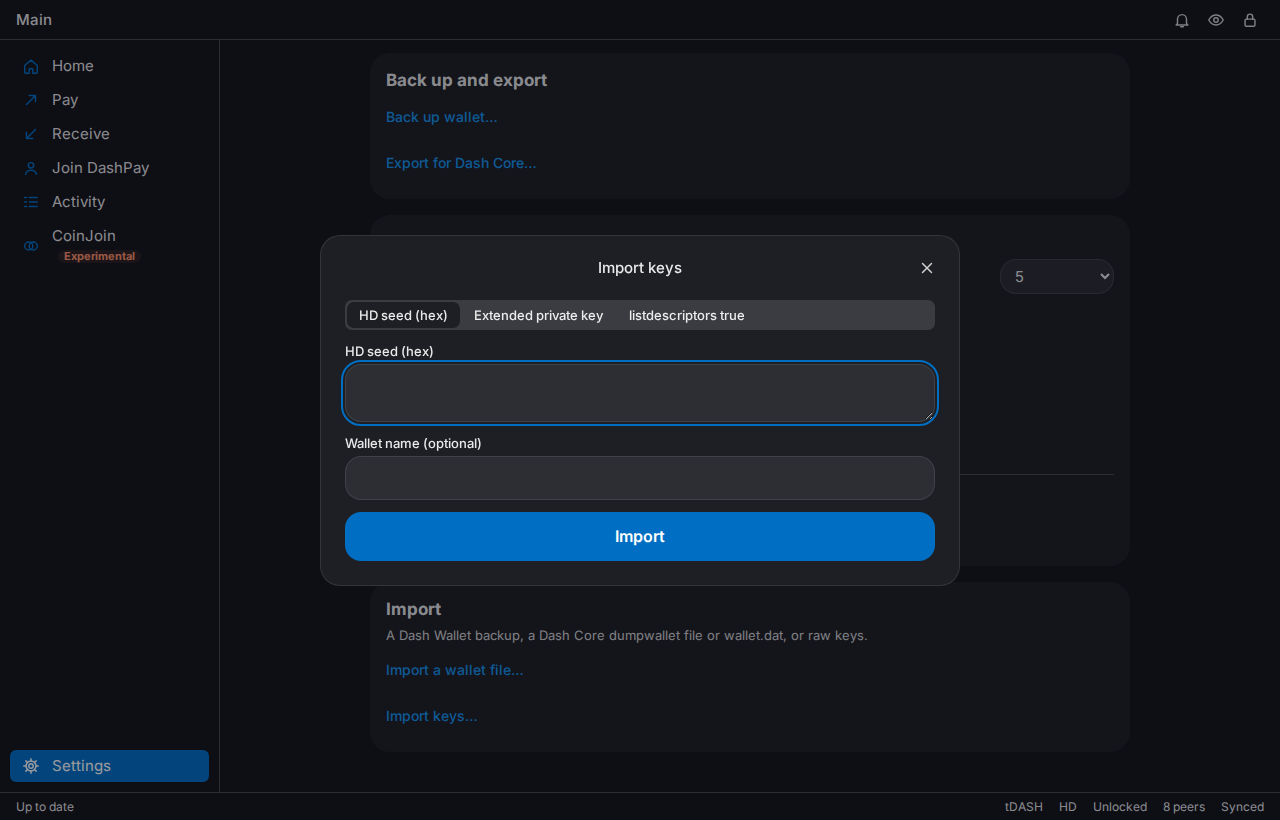 Main
Home
Pay
Receive
Join DashPay
Activity
CoinJoin
Experimental
Settings
Back up and export
Back up wallet...
Export for Dash Core...
5
Import keys
HD seed (hex)
Extended private key
listdescriptors true
HD seed (hex)
Wallet name (optional)
Import
Import
A Dash Wallet backup, a Dash Core dumpwallet file or wallet.dat, or raw keys.
Import a wallet file...
Import keys...
Up to date
tDASH
HD
Unlocked
8 peers
Synced